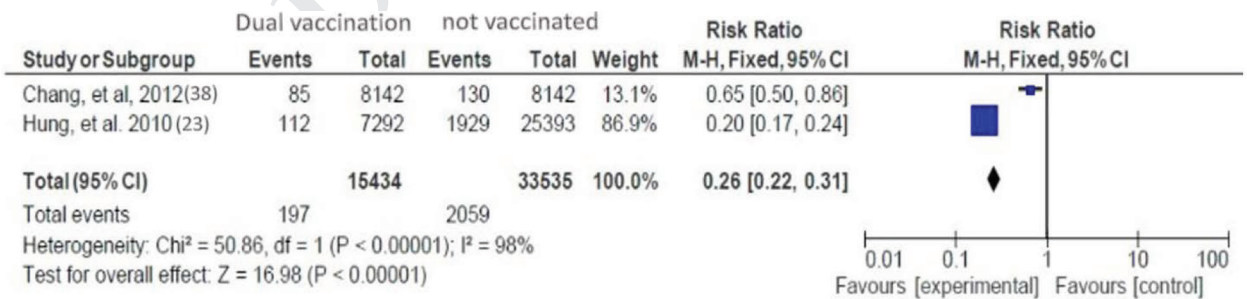 Dual vaccination not vaccinated Risk Ratio Risk Ratio
Study or Subgroup Events Total Events Total Weight M-H, Fixed, 95% CI M-H, Fixed, 95% CI
Chang, et al, 2012(38) 85 8142 130 8142 13.1% 0.65 [0.50, 0.86]
Hung, et al. 2010 (23) 112 7292 1929 25393 86.9% 0.20 [0.17, 0.24]
Total (95% CI) 15434 33535 100.0% 0.26 [0.22, 0.31]
Total events 197 2059
Heterogeneity: Chi² = 50.86, df = 1 (P < 0.00001); I² = 98%
Test for overall effect: Z = 16.98 (P < 0.00001)
0.01 0.1 1 10 100
Favours [experimental] Favours [control]